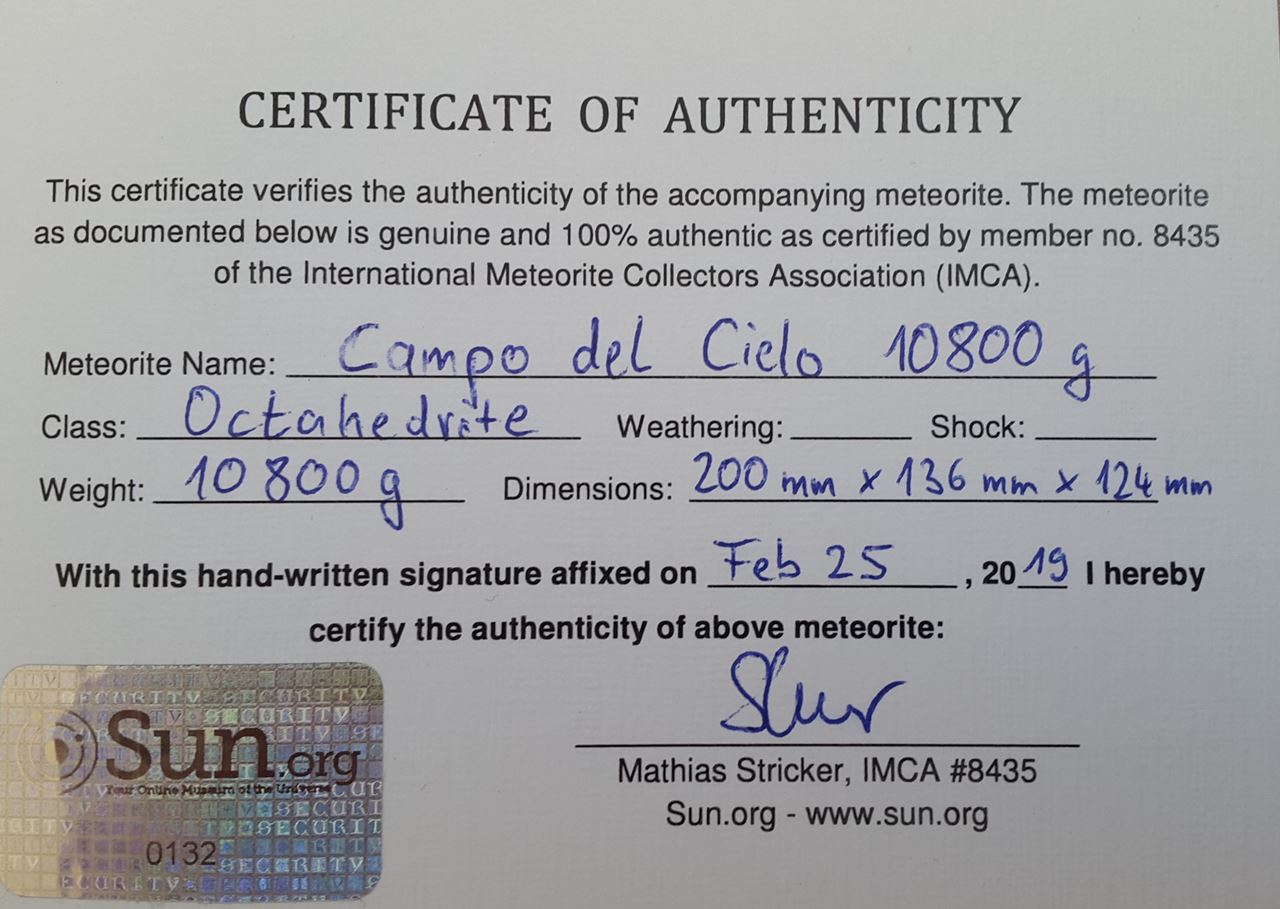 CERTIFICATE OF AUTHENTICITY
This certificate verifies the authenticity of the accompanying meteorite. The meteorite
as documented below is genuine and 100% authentic as certified by member no. 8435
of the International Meteorite Collectors Association (IMCA).
Meteorite Name: Campo del Cielo 10800 g
Class: Octahedrite Weathering: Shock:
Weight: 10800 g Dimensions: 200 mm x 136 mm x 124 mm
With this hand-written signature affixed on Feb 25, 2019 I hereby
certify the authenticity of above meteorite:
Mathias Stricker, IMCA #8435
Sun.org - www.sun.org
Sun.org
Your Online Museum of the Universe
SECURITY
0132